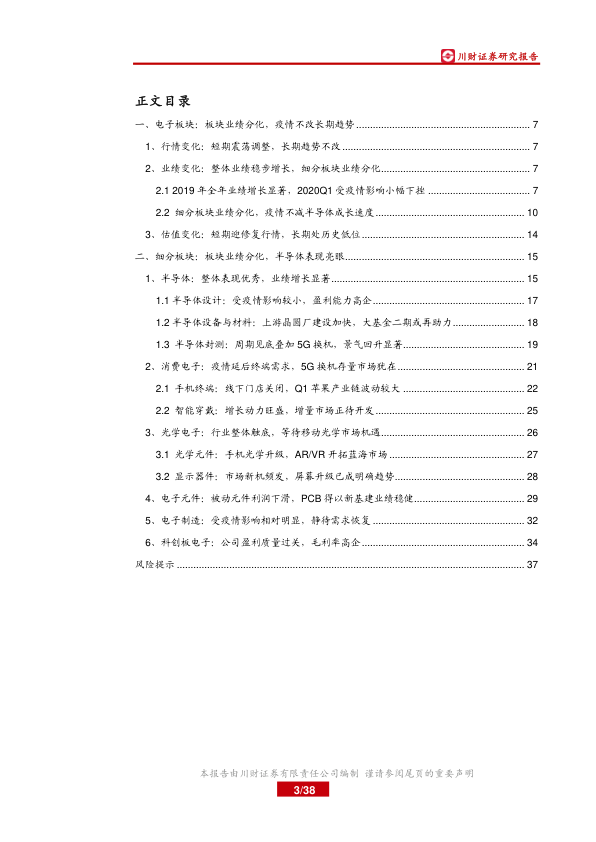 川财证券研究报告
正文目录
一、电子板块：板块业绩分化，疫情不改长期趋势 ........ 7
1、行情变化：短期震荡调整，长期趋势不改 ........ 7
2、业绩变化：整体业绩稳步增长，细分板块业绩分化 ........ 7
2.1 2019 年全年业绩增长显著，2020Q1 受疫情影响小幅下挫 ........ 7
2.2 细分板块业绩分化，疫情不减半导体成长速度 ........ 10
3、估值变化：短期迎修复行情，长期处历史低位 ........ 14
二、细分板块：板块业绩分化，半导体表现亮眼 ........ 15
1、半导体：整体表现优秀，业绩增长显著 ........ 15
1.1 半导体设计：受疫情影响较小，盈利能力高企 ........ 17
1.2 半导体设备与材料：上游晶圆厂建设加快，大基金二期或再助力 ........ 18
1.3 半导体封测：周期见底叠加 5G 换机，景气回升显著 ........ 19
2、消费电子：疫情延后终端需求，5G 换机存量市场犹在 ........ 21
2.1 手机终端：线下门店关闭，Q1 苹果产业链波动较大 ........ 22
2.2 智能穿戴：增长动力旺盛，增量市场正待开发 ........ 25
3、光学电子：行业整体触底，等待移动光学市场机遇 ........ 26
3.1 光学元件：手机光学升级，AR/VR 开拓蓝海市场 ........ 27
3.2 显示器件：市场新机频发，屏幕升级已成明确趋势 ........ 28
4、电子元件：被动元件利润下滑，PCB 得以新基建业绩稳健 ........ 29
5、电子制造：受疫情影响相对明显，静待需求恢复 ........ 32
6、科创板电子：公司盈利质量过关，毛利率高企 ........ 34
风险提示 ........ 37
本报告由川财证券有限责任公司编制 谨请参阅尾页的重要声明
3/38